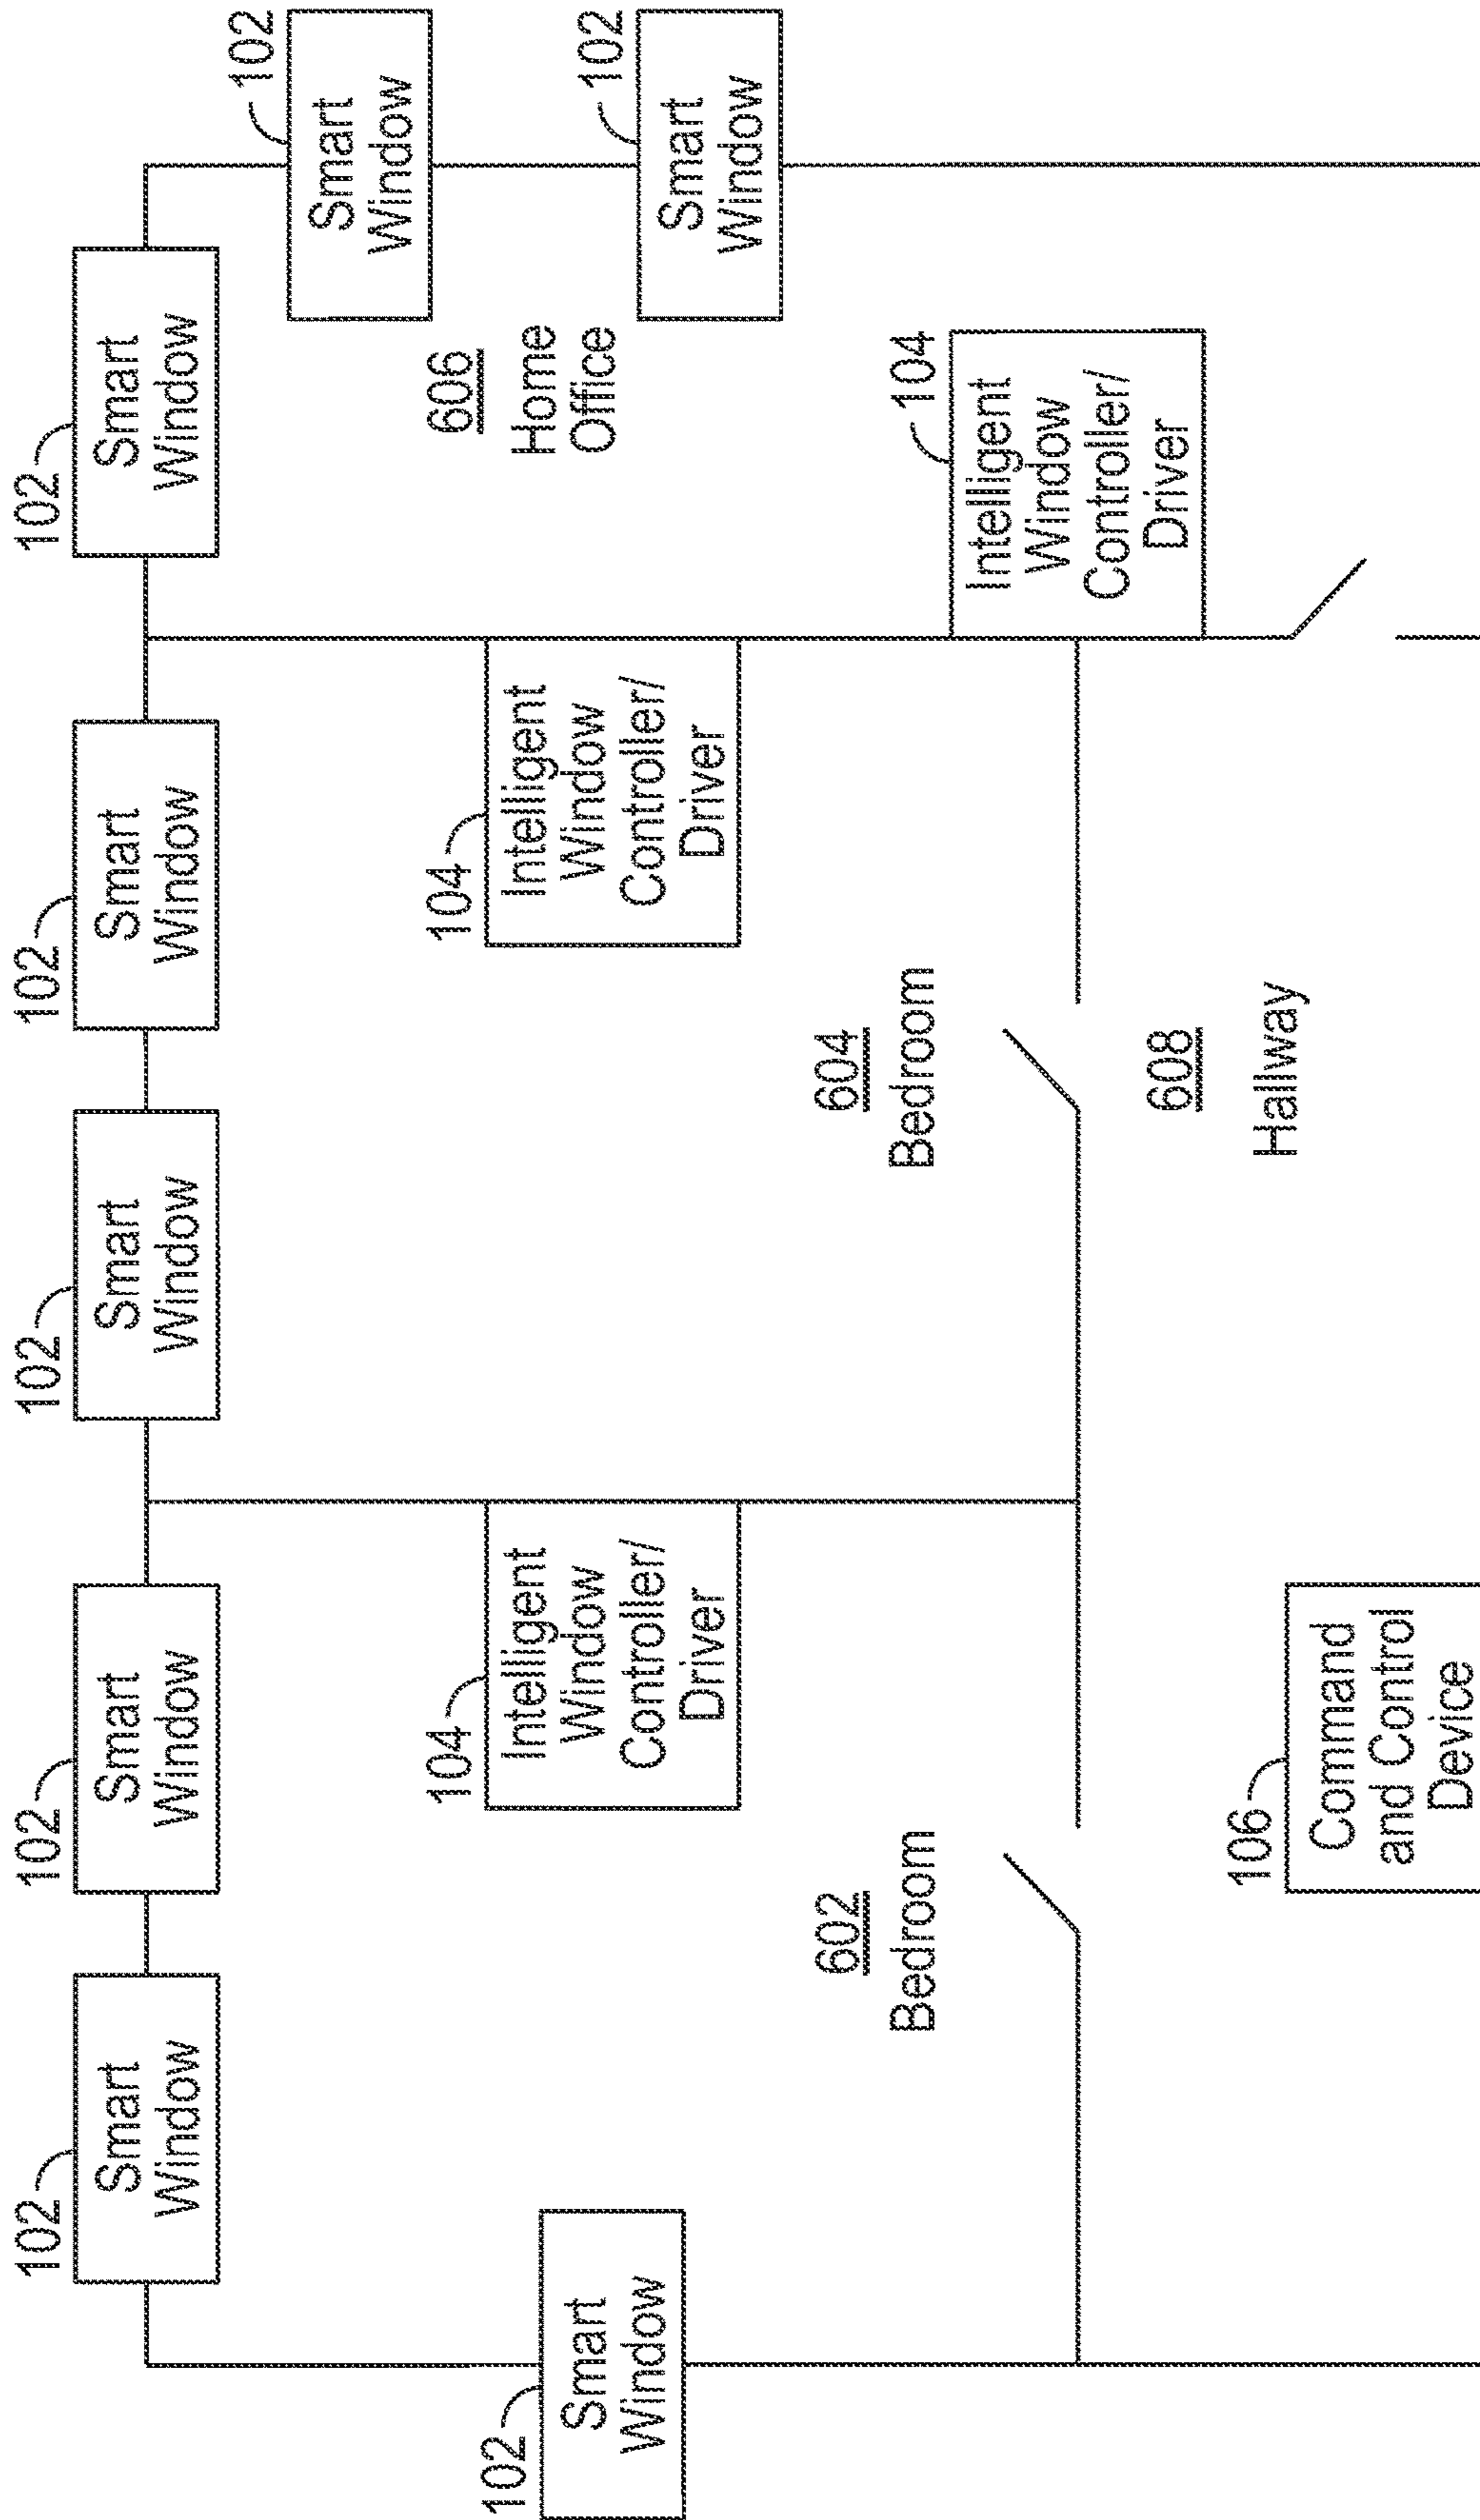 102
Smart
Window
102
Smart
Window
102
Smart
Window
102
Smart
Window
102
Smart
Window
102
Smart
Window
102
Smart
Window
102
Smart
Window
104
Intelligent
Window
Controller/
Driver
104
Intelligent
Window
Controller/
Driver
606
Home
Office
602
Bedroom
604
Bedroom
104
Intelligent
Window
Controller/
Driver
608
Hallway
106
Command
and Control
Device